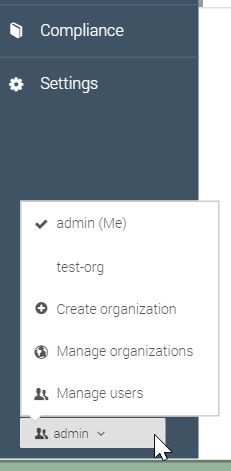 Compliance
Settings
admin (Me)
test-org
Create organization
Manage organizations
Manage users
admin